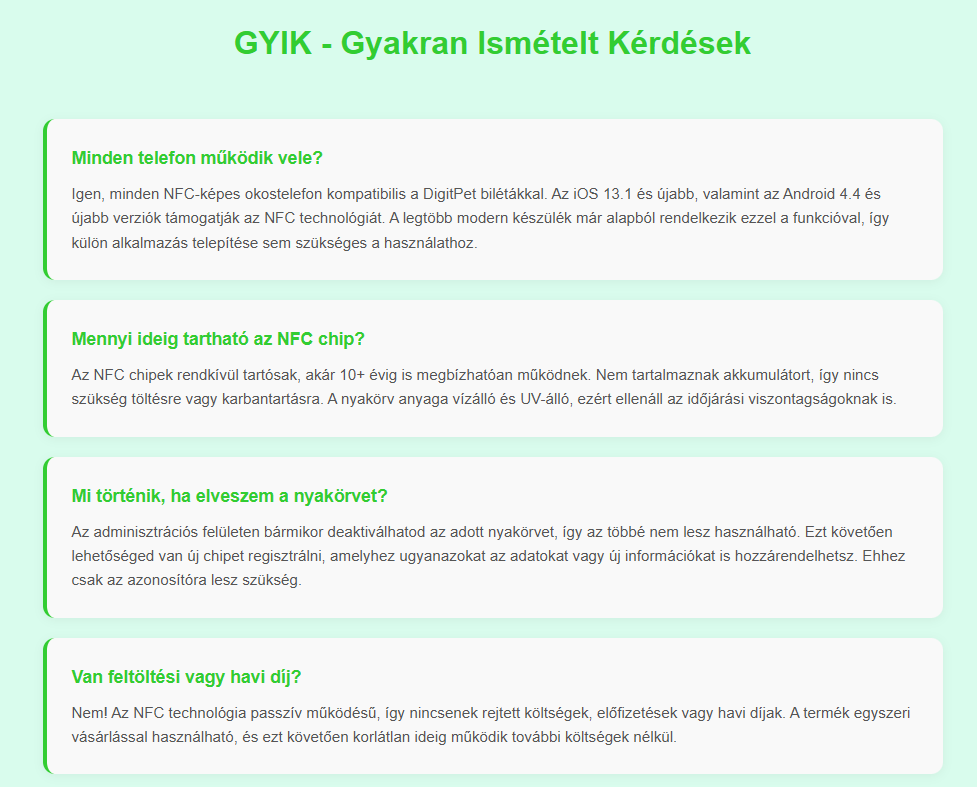 GYIK - Gyakran Ismételt Kérdések
Minden telefon működik vele?
Igen, minden NFC-képes okostelefon kompatibilis a DigitPet bilétákkal. Az iOS 13.1 és újabb, valamint az Android 4.4 és
újabb verziók támogatják az NFC technológiát. A legtöbb modern készülék már alapból rendelkezik ezzel a funkcióval, így
külön alkalmazás telepítése sem szükséges a használathoz.
Mennyi ideig tartható az NFC chip?
Az NFC chipek rendkívül tartósak, akár 10+ évig is megbízhatóan működnek. Nem tartalmaznak akkumulátort, így nincs
szükség töltésre vagy karbantartásra. A nyakörv anyaga vízálló és UV-álló, ezért ellenáll az időjárási viszontagságoknak is.
Mi történik, ha elveszem a nyakörvet?
Az adminisztrációs felületen bármikor deaktiválhatod az adott nyakörvet, így az többé nem lesz használható. Ezt követően
lehetőséged van új chipet regisztrálni, amelyhez ugyanazokat az adatokat vagy új információkat is hozzárendelhetsz. Ehhez
csak az azonosítóra lesz szükség.
Van feltöltési vagy havi díj?
Nem! Az NFC technológia passzív működésű, így nincsenek rejtett költségek, előfizetések vagy havi díjak. A termék egyszeri
vásárlással használható, és ezt követően korlátlan ideig működik további költségek nélkül.